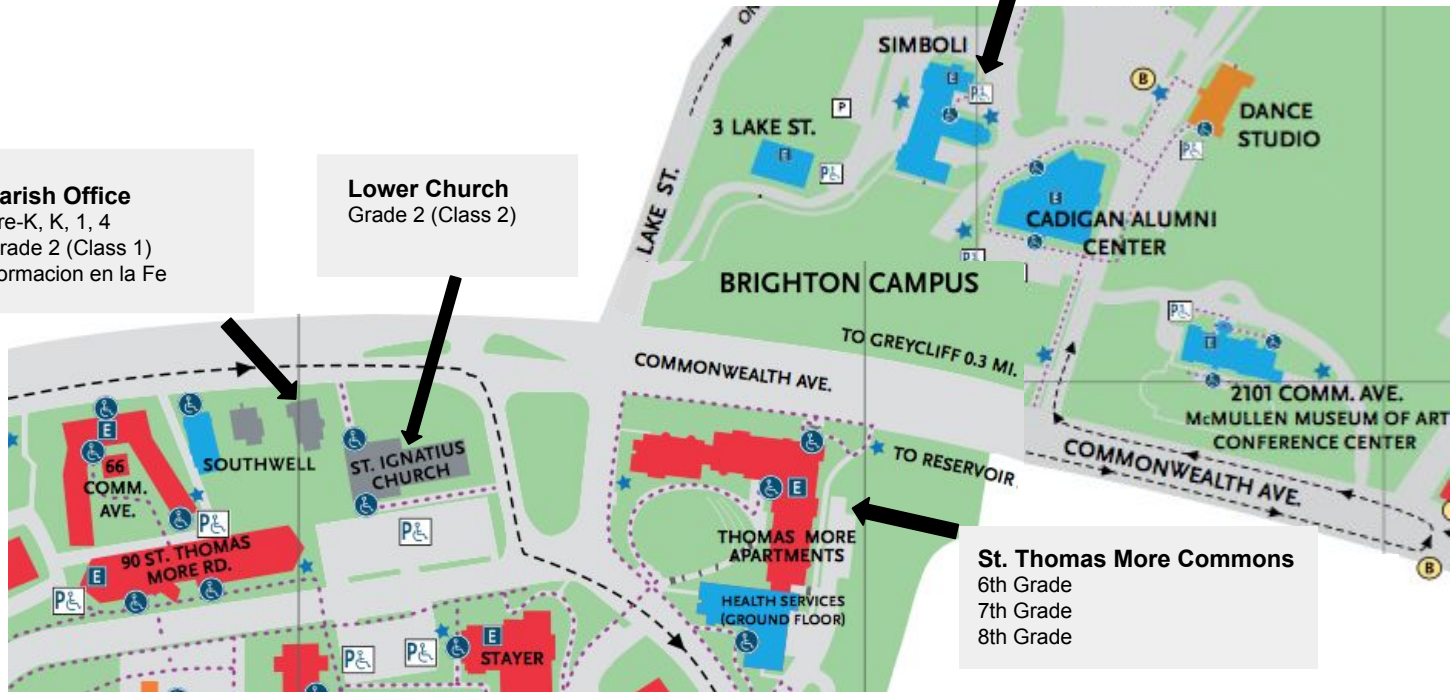 ON
SIMBOLI
E
P
B
DANCE
STUDIO
3 LAKE ST.
E
P
P
P
LAKE ST.
E
CADIGAN ALUMNI
CENTER
P
arish Office
re-K, K, 1, 4
rade 2 (Class 1)
ormacion en la Fe
Lower Church
Grade 2 (Class 2)
BRIGHTON CAMPUS
TO GREYCLIFF 0.3 MI.
COMMONWEALTH AVE.
P
E
2101 COMM. AVE.
McMULLEN MUSEUM OF ART
CONFERENCE CENTER
COMMONWEALTH AVE.
B
E
66
COMM.
AVE.
SOUTHWELL
ST. IGNATIUS
CHURCH
TO RESERVOIR
E
P
P
THOMAS MORE
APARTMENTS
90 ST. THOMAS
MORE RD.
E
P
HEALTH SERVICES
(GROUND FLOOR)
St. Thomas More Commons
6th Grade
7th Grade
8th Grade
E
STAYER
P
P